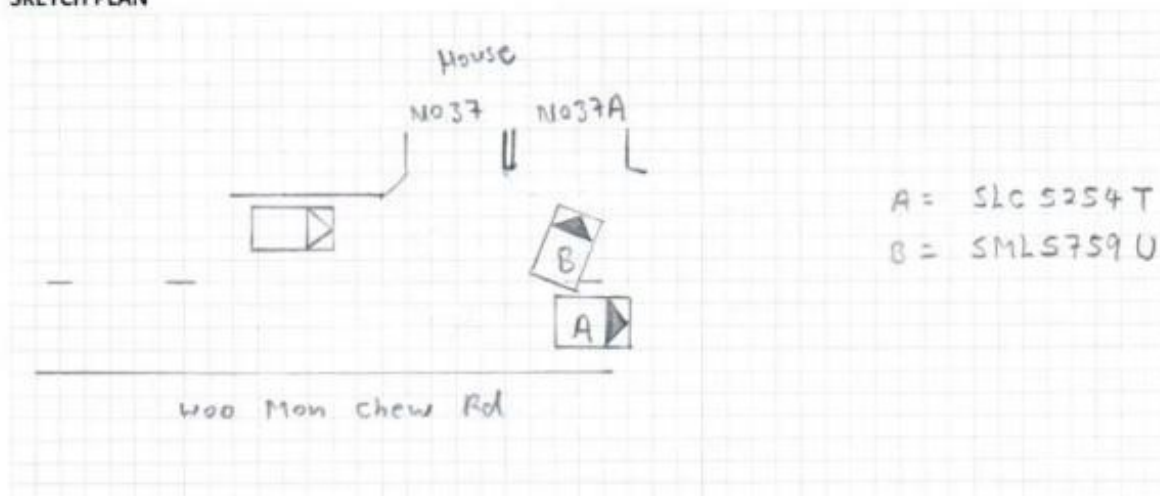 SKETCH PLAN
House
NO37 NO37A
A = SLC 5254 T
B = SML 5759 U
B
A
Woo Mon Chew Rd